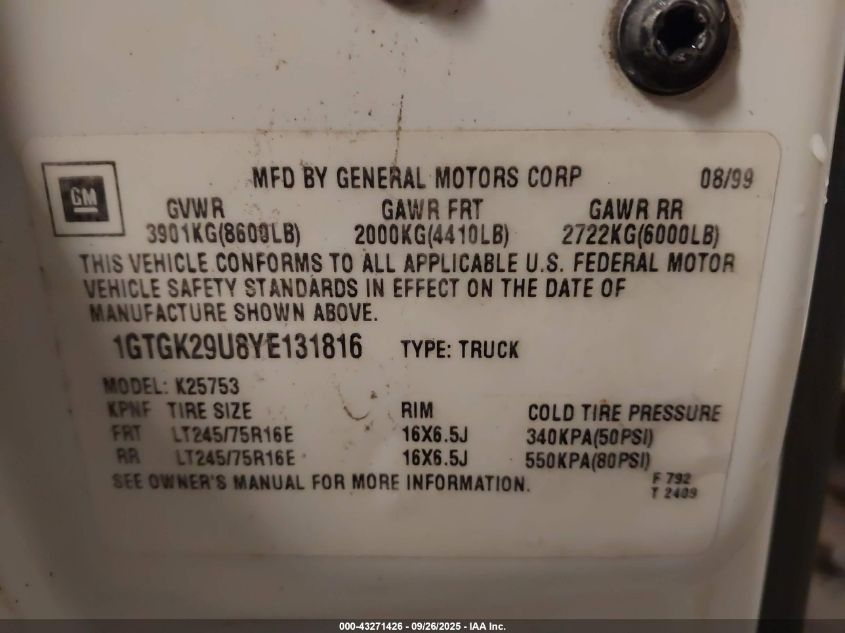 GM
MFD BY GENERAL MOTORS CORP 08/99
GVWR GAWR FRT GAWR RR
3901KG(8600LB) 2000KG(4410LB) 2722KG(6000LB)
THIS VEHICLE CONFORMS TO ALL APPLICABLE U.S. FEDERAL MOTOR
VEHICLE SAFETY STANDARDS IN EFFECT ON THE DATE OF
MANUFACTURE SHOWN ABOVE.
1GTGK29U8YE131816 TYPE: TRUCK
MODEL: K25753
KPNF TIRE SIZE RIM COLD TIRE PRESSURE
FRT LT245/75R16E 16X6.5J 340KPA(50PSI)
RR LT245/75R16E 16X6.5J 550KPA(80PSI)
SEE OWNER'S MANUAL FOR MORE INFORMATION.
F 792
T 2409
000-43271426 - 09/26/2025 - IAA Inc.